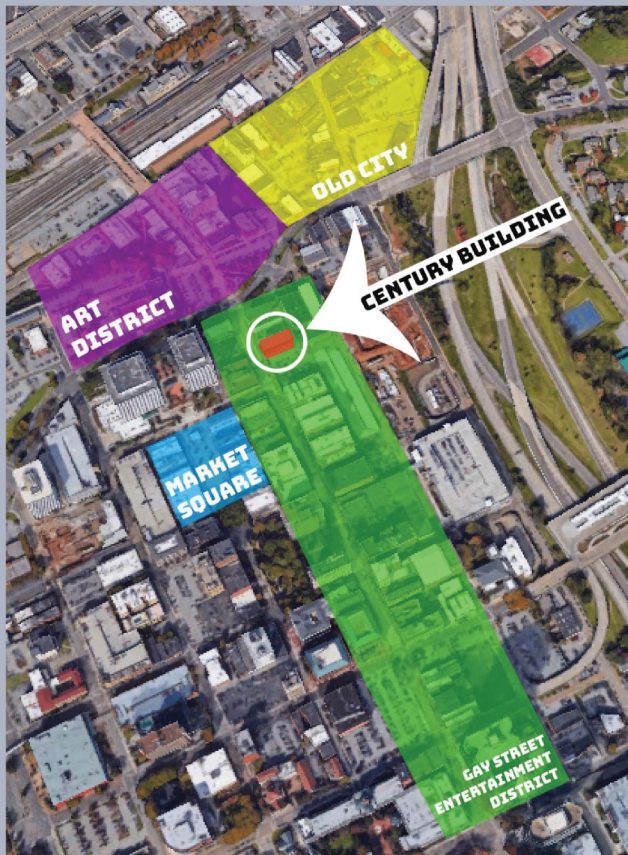 OLD CITY
CENTURY BUILDING
ART
DISTRICT
MARKET
SQUARE
GAY STREET
ENTERTAINMENT
DISTRICT